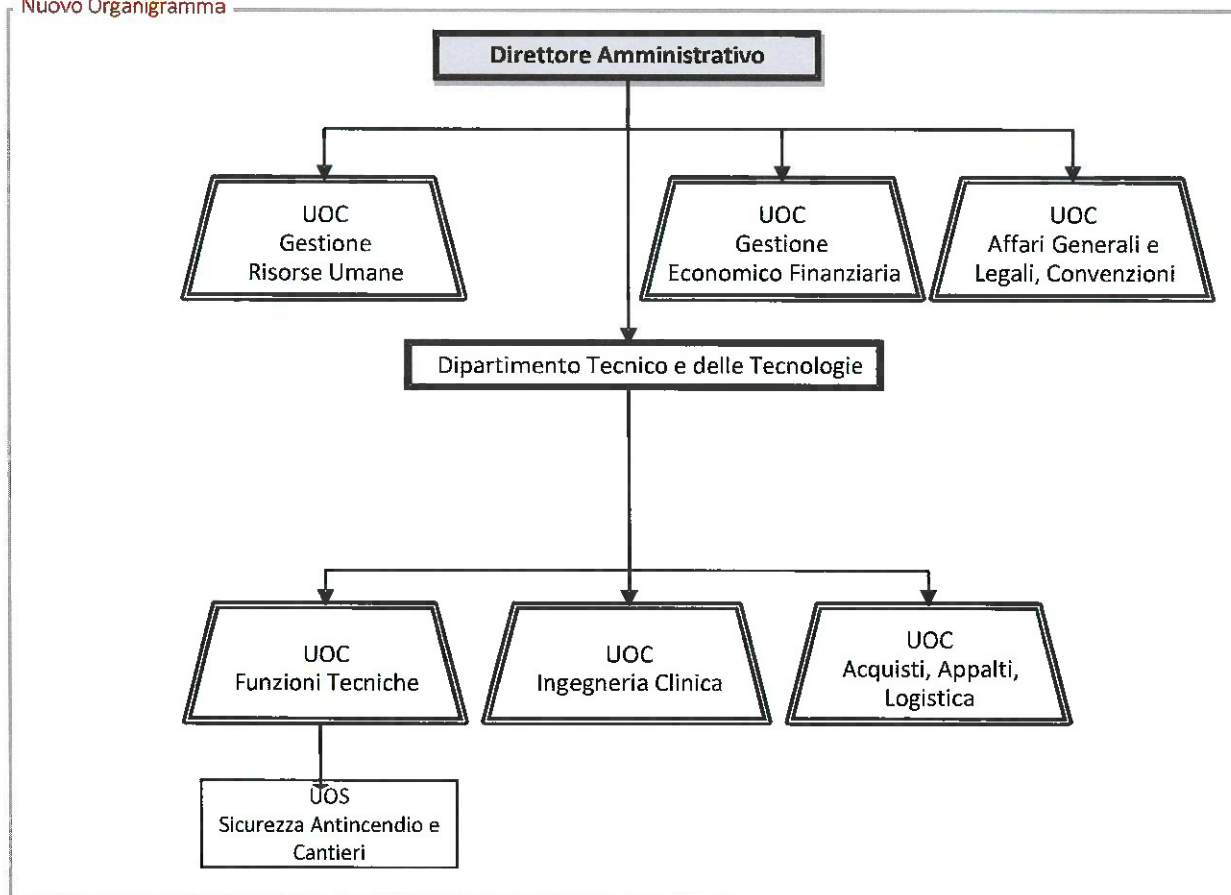 Nuovo Organigramma
Direttore Amministrativo
UOC
Gestione
Risorse Umane
UOC
Gestione
Economico Finanziaria
UOC
Affari Generali e
Legali, Convenzioni
Dipartimento Tecnico e delle Tecnologie
UOC
Funzioni Tecniche
UOC
Ingegneria Clinica
UOC
Acquisti, Appalti,
Logistica
UOS
Sicurezza Antincendio e
Cantieri